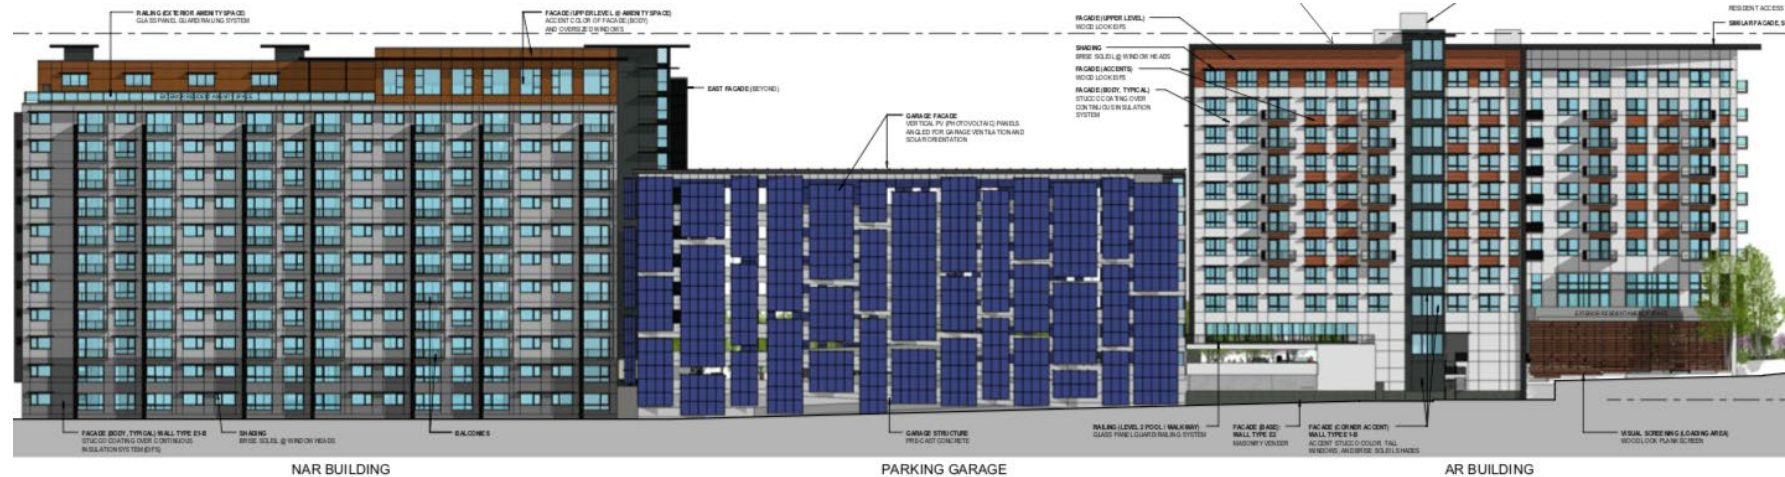 RAILING (EXTERIOR AMENITY SPACE)
GLASS PANEL GUARD RAILING SYSTEM
FACADE (UPPER LEVEL @ AMENITY SPACE)
ACCENT COLOR OF FACADE (BODY)
AND OVERSIZED WINDOWS
EAST FACADE (BEYOND)
GARAGE FACADE
VERTICAL PV (PHOTOVOLTAIC) PANELS
ANGLED FOR GARAGE VENTILATION AND
SOLAR ORIENTATION
FACADE (UPPER LEVEL)
WOOD LOOK EIFS
SHADING
BRISE SOLEIL @ WINDOW HEADS
FACADE (ACCENTS)
WOOD LOOK EIFS
FACADE (BODY, TYPICAL)
STUCCO COATING OVER
CONTINUOUS INSULATION
SYSTEM
RESIDENT ACCESS
SIMILAR FACADE, S
FACADE (BODY, TYPICAL) WALL TYPE E1-B
STUCCO COATING OVER CONTINUOUS
INSULATION SYSTEM (EIFS)
SHADING
BRISE SOLEIL @ WINDOW HEADS
BALCONIES
GARAGE STRUCTURE
PRE-CAST CONCRETE
RAILING (LEVEL 2 POOL / WALKWAY)
GLASS PANEL GUARD RAILING SYSTEM
FACADE (BASE):
WALL TYPE E2
MASONRY VENEER
FACADE (CORNER ACCENT)
WALL TYPE E1-B
ACCENT STUCCO COLOR, TALL
WINDOWS, AND BRISE SOLEIL SHADES
VISUAL SCREENING (LOADING AREA)
WOOD LOOK PLANK SCREEN
NAR BUILDING
PARKING GARAGE
AR BUILDING